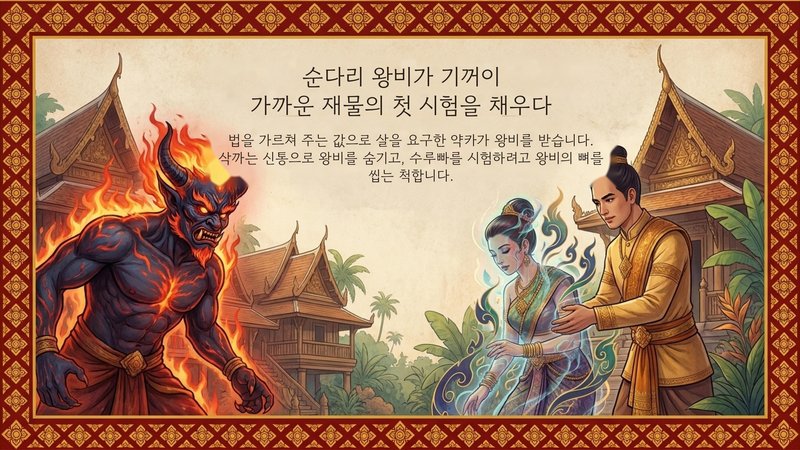 순다리 왕비가 기꺼이
가까운 재물의 첫 시험을 채우다
법을 가르쳐 주는 값으로 살을 요구한 약카가 왕비를 받습니다.
삭까는 신통으로 왕비를 숨기고, 수루빠를 시험하려고 왕비의 뼈를
씹는 척합니다.